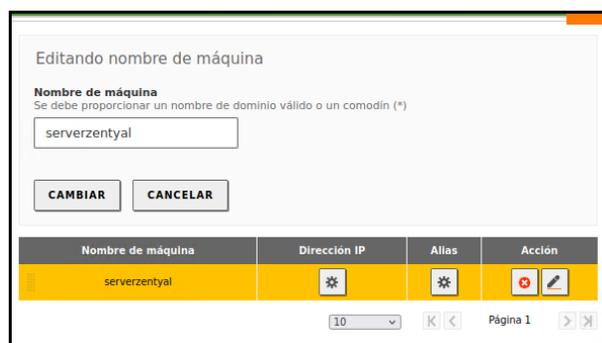 Editando nombre de máquina
Nombre de máquina
Se debe proporcionar un nombre de dominio válido o un comodín (*)
serverzentyal
CAMBIAR CANCELAR
Nombre de máquina Dirección IP Alias Acción
serverzentyal
10 Página 1